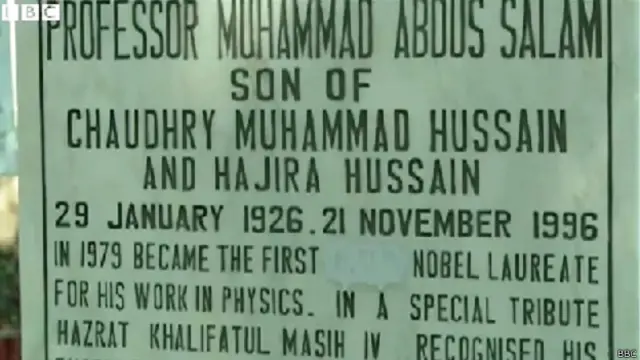 BBC
PROFESSOR MUHAMMAD ABDUS SALAM
SON OF
CHAUDHRY MUHAMMAD HUSSAIN
AND HAJIRA HUSSAIN
29 JANUARY 1926.21 NOVEMBER 1996
IN 1979 BECAME THE FIRST NOBEL LAUREATE
FOR HIS WORK IN PHYSICS. IN A SPECIAL TRIBUTE
HAZRAT KHALIFATUL MASIH IV RECOGNISED HIS
BBC